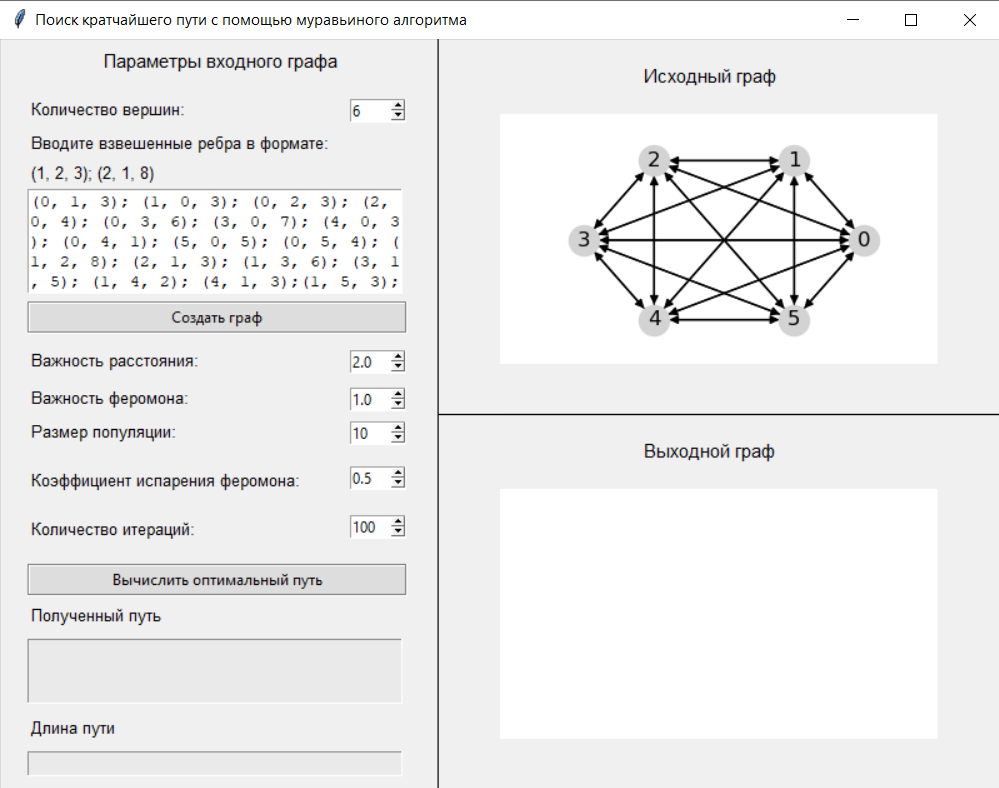 Поиск кратчайшего пути с помощью муравьиного алгоритма
Параметры входного графа
Количество вершин: 6
Вводите взвешенные ребра в формате:
(1, 2, 3); (2, 1, 8)
(0, 1, 3); (1, 0, 3); (0, 2, 3); (2,
0, 4); (0, 3, 6); (3, 0, 7); (4, 0, 3
); (0, 4, 1); (5, 0, 5); (0, 5, 4); (
1, 2, 8); (2, 1, 3); (1, 3, 6); (3, 1
, 5); (1, 4, 2); (4, 1, 3);(1, 5, 3);
Создать граф
Важность расстояния: 2.0
Важность феромона: 1.0
Размер популяции: 10
Коэффициент испарения феромона: 0.5
Количество итераций: 100
Вычислить оптимальный путь
Полученный путь
Длина пути
Исходный граф
2 1
3 0
4 5
Выходной граф